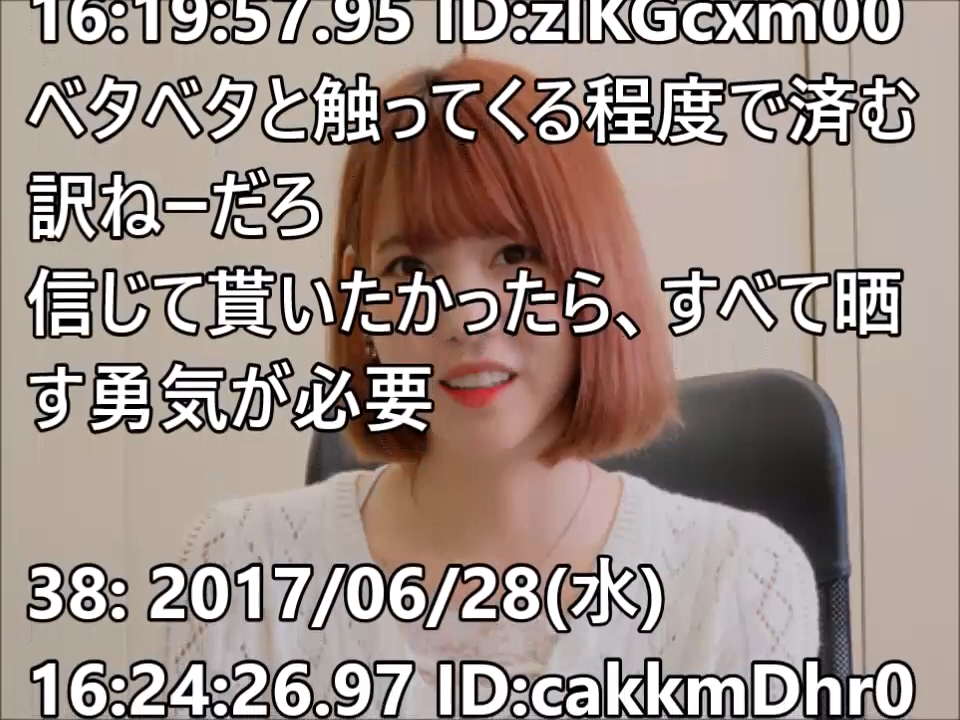 16:19:57.95 ID:zIKGcxm00
ベタベタと触ってくる程度で済む
訳ねーだろ
信じて貰いたかったら、すべて晒
す勇気が必要
38: 2017/06/28(水)
16:24:26.97 ID:cakkmDhr0